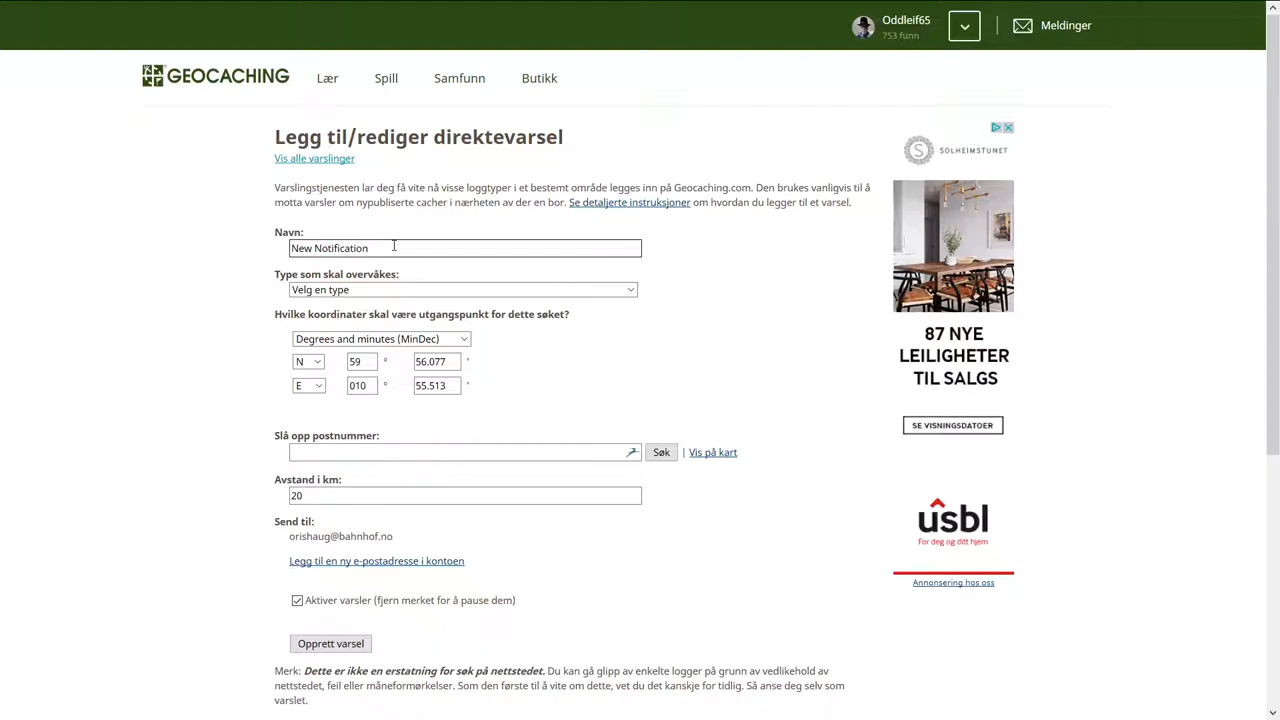 Oddleif65
753 funn
Meldinger
GEOCACHING
Lær
Spill
Samfunn
Butikk
Legg til/rediger direktevarsel
Vis alle varslinger
Varslingstjenesten lar deg få vite nå visse loggtyper i et bestemt område legges inn på Geocaching.com. Den brukes vanligvis til å
motta varsler om nypubliserte cacher i nærheten av der en bor. Se detaljerte instruksjoner om hvordan du legger til et varsel.
Navn:
New Notification
Type som skal overvåkes:
Velg en type
Hvilke koordinater skal være utgangspunkt for dette søket?
Degrees and minutes (MinDec)
N 59 ° 56.077 '
E 010 ° 55.513 '
Slå opp postnummer:
Søk | Vis på kart
Avstand i km:
20
Send til:
orishaug@bahnhof.no
Legg til en ny e-postadresse i kontoen
Aktiver varsler (fjern merket for å pause dem)
Opprett varsel
Merk: Dette er ikke en erstatning for søk på nettstedet. Du kan gå glipp av enkelte logger på grunn av vedlikehold av
nettstedet, feil eller måneformørkelser. Som den første til å vite om dette, vet du det kanskje for tidlig. Så anse deg selv som
varslet.
S SOLHEIMSTUNET
87 NYE
LEILIGHETER
TIL SALGS
SE VISNINGSDATOER
usbl
For deg og ditt hjem
Annonsering hos oss